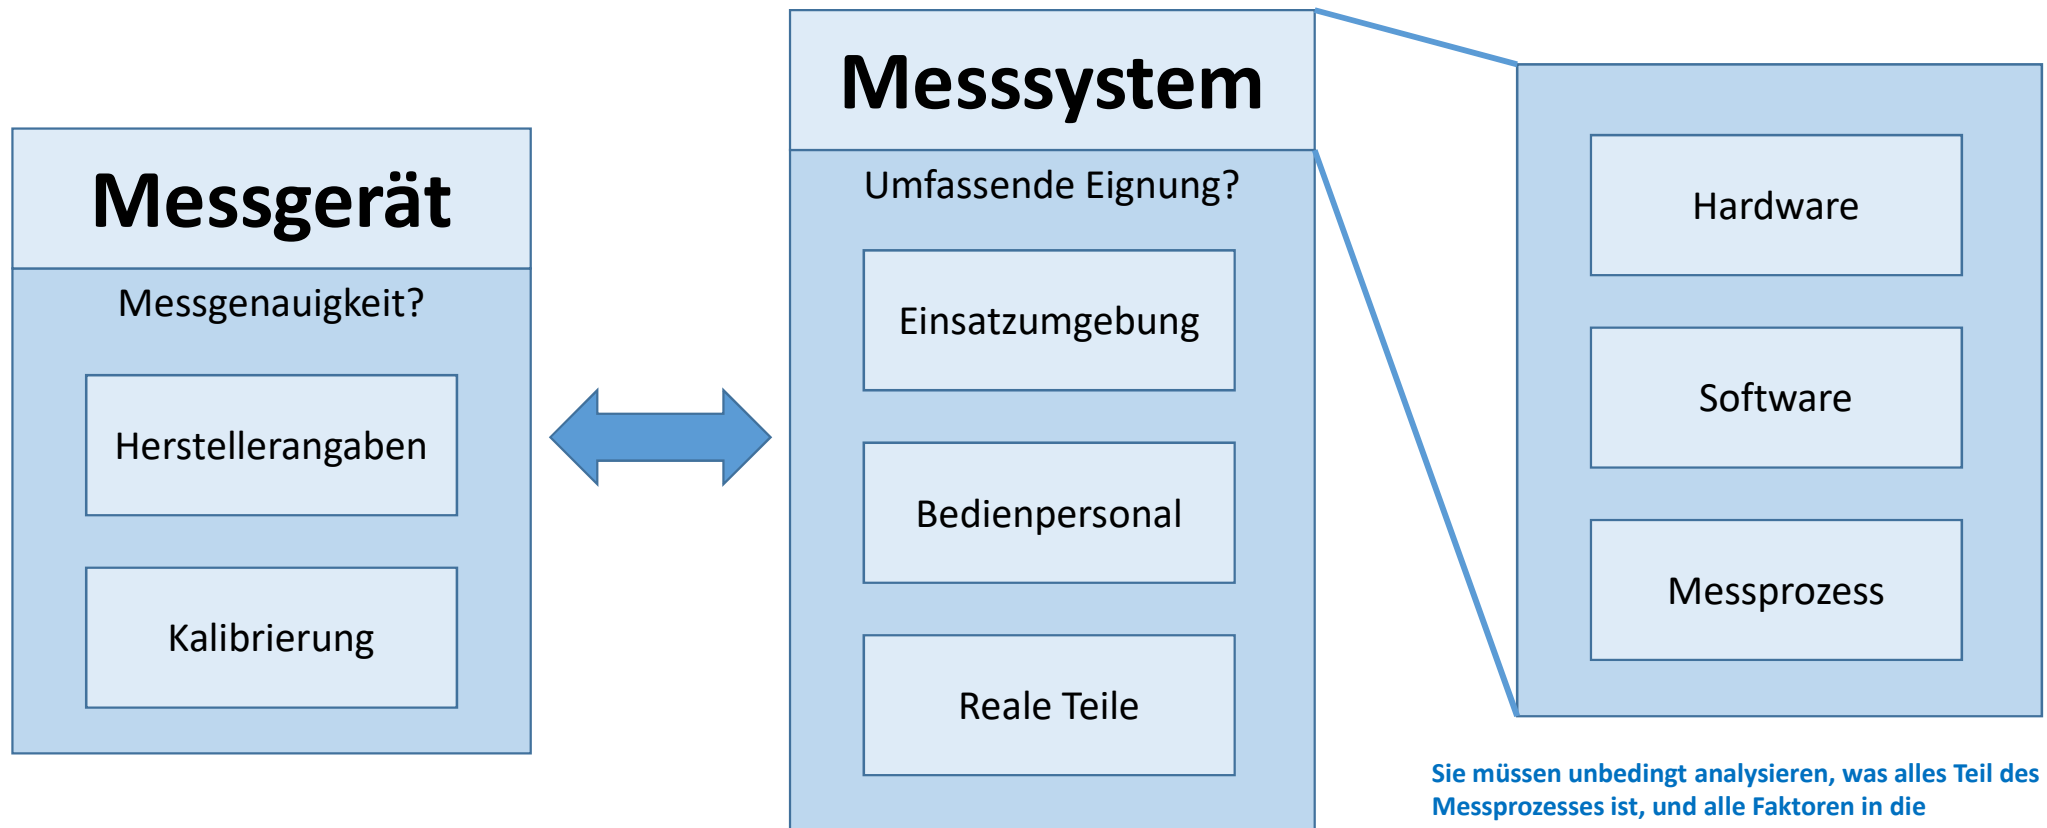 Messgerät
Messgenauigkeit?
Herstellerangaben
Kalibrierung
Messsystem
Umfassende Eignung?
Einsatzumgebung
Bedienpersonal
Reale Teile
Hardware
Software
Messprozess
Sie müssen unbedingt analysieren, was alles Teil des
Messprozesses ist, und alle Faktoren in die